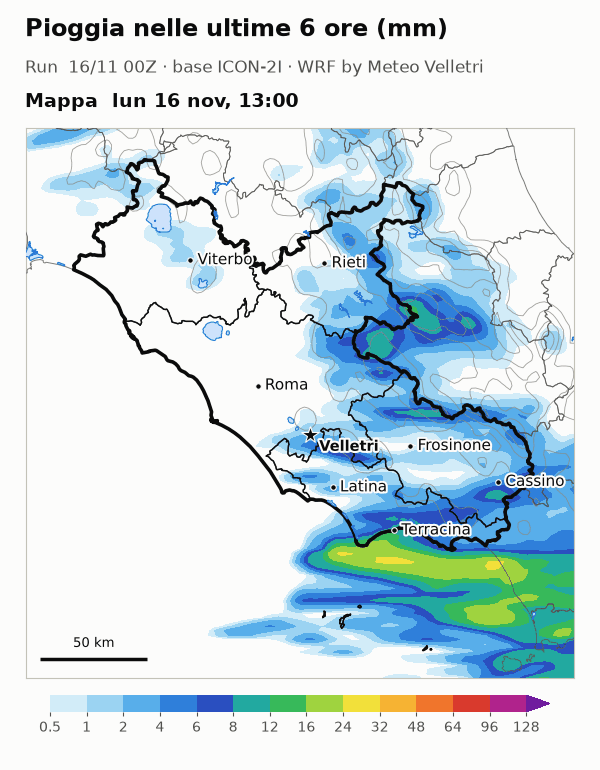 Pioggia nelle ultime 6 ore (mm)
Run  16/11 00Z · base ICON-2I · WRF by Meteo Velletri
Mappa  lun 16 nov, 13:00
Viterbo
Rieti
Roma
Velletri
Frosinone
Latina
Cassino
Terracina
50 km
0.5 1 2 4 6 8 12 16 24 32 48 64 96 128